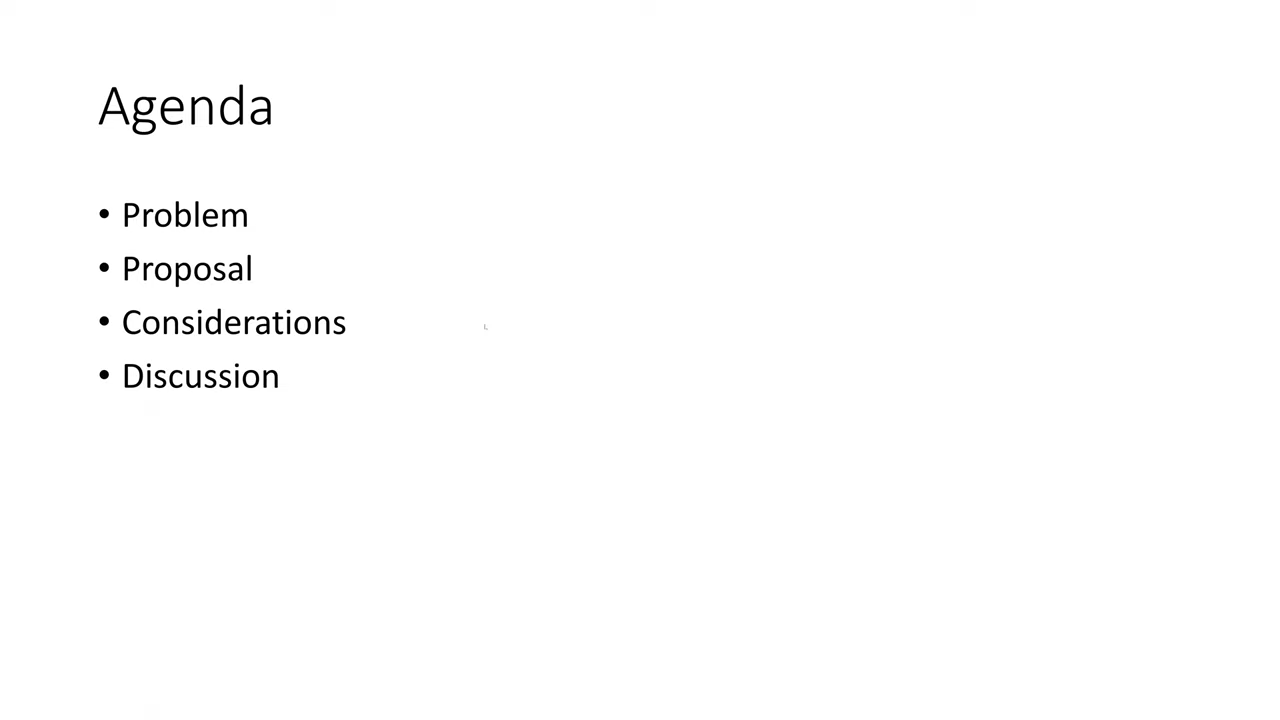 Agenda
• Problem
• Proposal
• Considerations
• Discussion